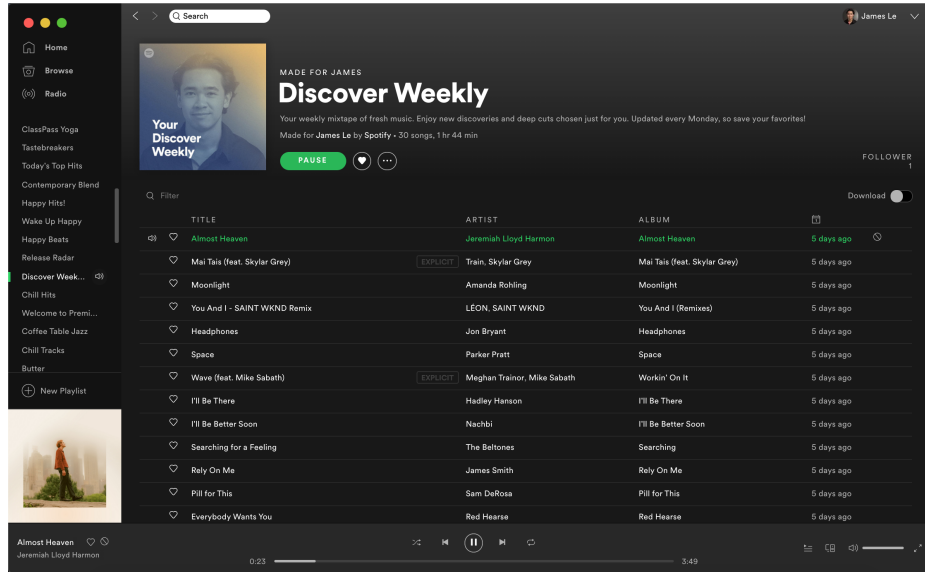 Search
James Le
Home
Browse
Radio
ClassPass Yoga
Tastebreakers
Today's Top Hits
Contemporary Blend
Happy Hits!
Wake Up Happy
Happy Beats
Release Radar
Discover Week...
Chill Hits
Welcome to Premi...
Coffee Table Jazz
Chill Tracks
Butter
New Playlist
Your
Discover
Weekly
MADE FOR JAMES
Discover Weekly
Your weekly mixtape of fresh music. Enjoy new discoveries and deep cuts chosen just for you. Updated every Monday, so save your favorites!
Made for James Le by Spotify • 30 songs, 1 hr 44 min
PAUSE
FOLLOWER
1
Filter
Download
TITLE ARTIST ALBUM
Almost Heaven Jeremiah Lloyd Harmon Almost Heaven 5 days ago
Mai Tais (feat. Skylar Grey) EXPLICIT Train, Skylar Grey Mai Tais (feat. Skylar Grey) 5 days ago
Moonlight Amanda Rohling Moonlight 5 days ago
You And I - SAINT WKND Remix LÉON, SAINT WKND You And I (Remixes) 5 days ago
Headphones Jon Bryant Headphones 5 days ago
Space Parker Pratt Space 5 days ago
Wave (feat. Mike Sabath) EXPLICIT Meghan Trainor, Mike Sabath Workin' On It 5 days ago
I'll Be There Hadley Hanson I'll Be There 5 days ago
I'll Be Better Soon Nachbi I'll Be Better Soon 5 days ago
Searching for a Feeling The Beltones Searching 5 days ago
Rely On Me James Smith Rely On Me 5 days ago
Pill for This Sam DeRosa Pill for This 5 days ago
Everybody Wants You Red Hearse Red Hearse 5 days ago
Almost Heaven
Jeremiah Lloyd Harmon
0:23 3:49